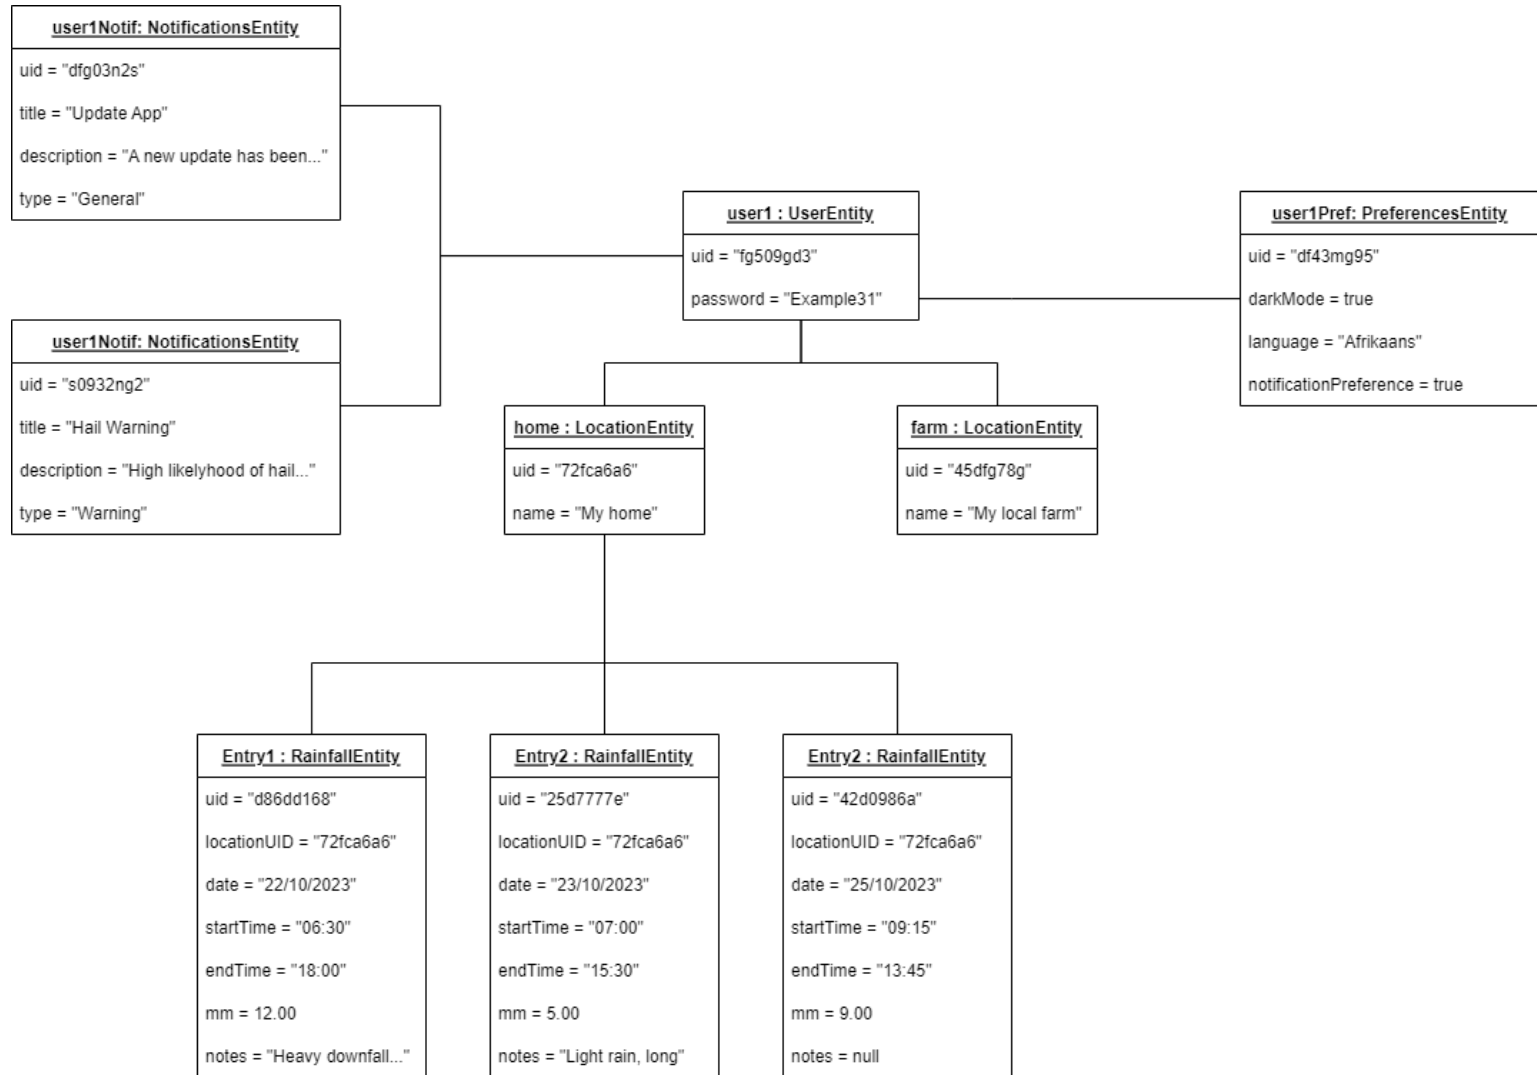 user1Notif: NotificationsEntity
uid = "dfg03n2s"
title = "Update App"
description = "A new update has been..."
type = "General"
user1Notif: NotificationsEntity
uid = "s0932ng2"
title = "Hail Warning"
description = "High likelyhood of hail..."
type = "Warning"
user1 : UserEntity
uid = "fg509gd3"
password = "Example31"
user1Pref: PreferencesEntity
uid = "df43mg95"
darkMode = true
language = "Afrikaans"
notificationPreference = true
home : LocationEntity
uid = "72fca6a6"
name = "My home"
farm : LocationEntity
uid = "45dfg78g"
name = "My local farm"
Entry1 : RainfallEntity
uid = "d86dd168"
locationUID = "72fca6a6"
date = "22/10/2023"
startTime = "06:30"
endTime = "18:00"
mm = 12.00
notes = "Heavy downfall..."
Entry2 : RainfallEntity
uid = "25d7777e"
locationUID = "72fca6a6"
date = "23/10/2023"
startTime = "07:00"
endTime = "15:30"
mm = 5.00
notes = "Light rain, long"
Entry2 : RainfallEntity
uid = "42d0986a"
locationUID = "72fca6a6"
date = "25/10/2023"
startTime = "09:15"
endTime = "13:45"
mm = 9.00
notes = null